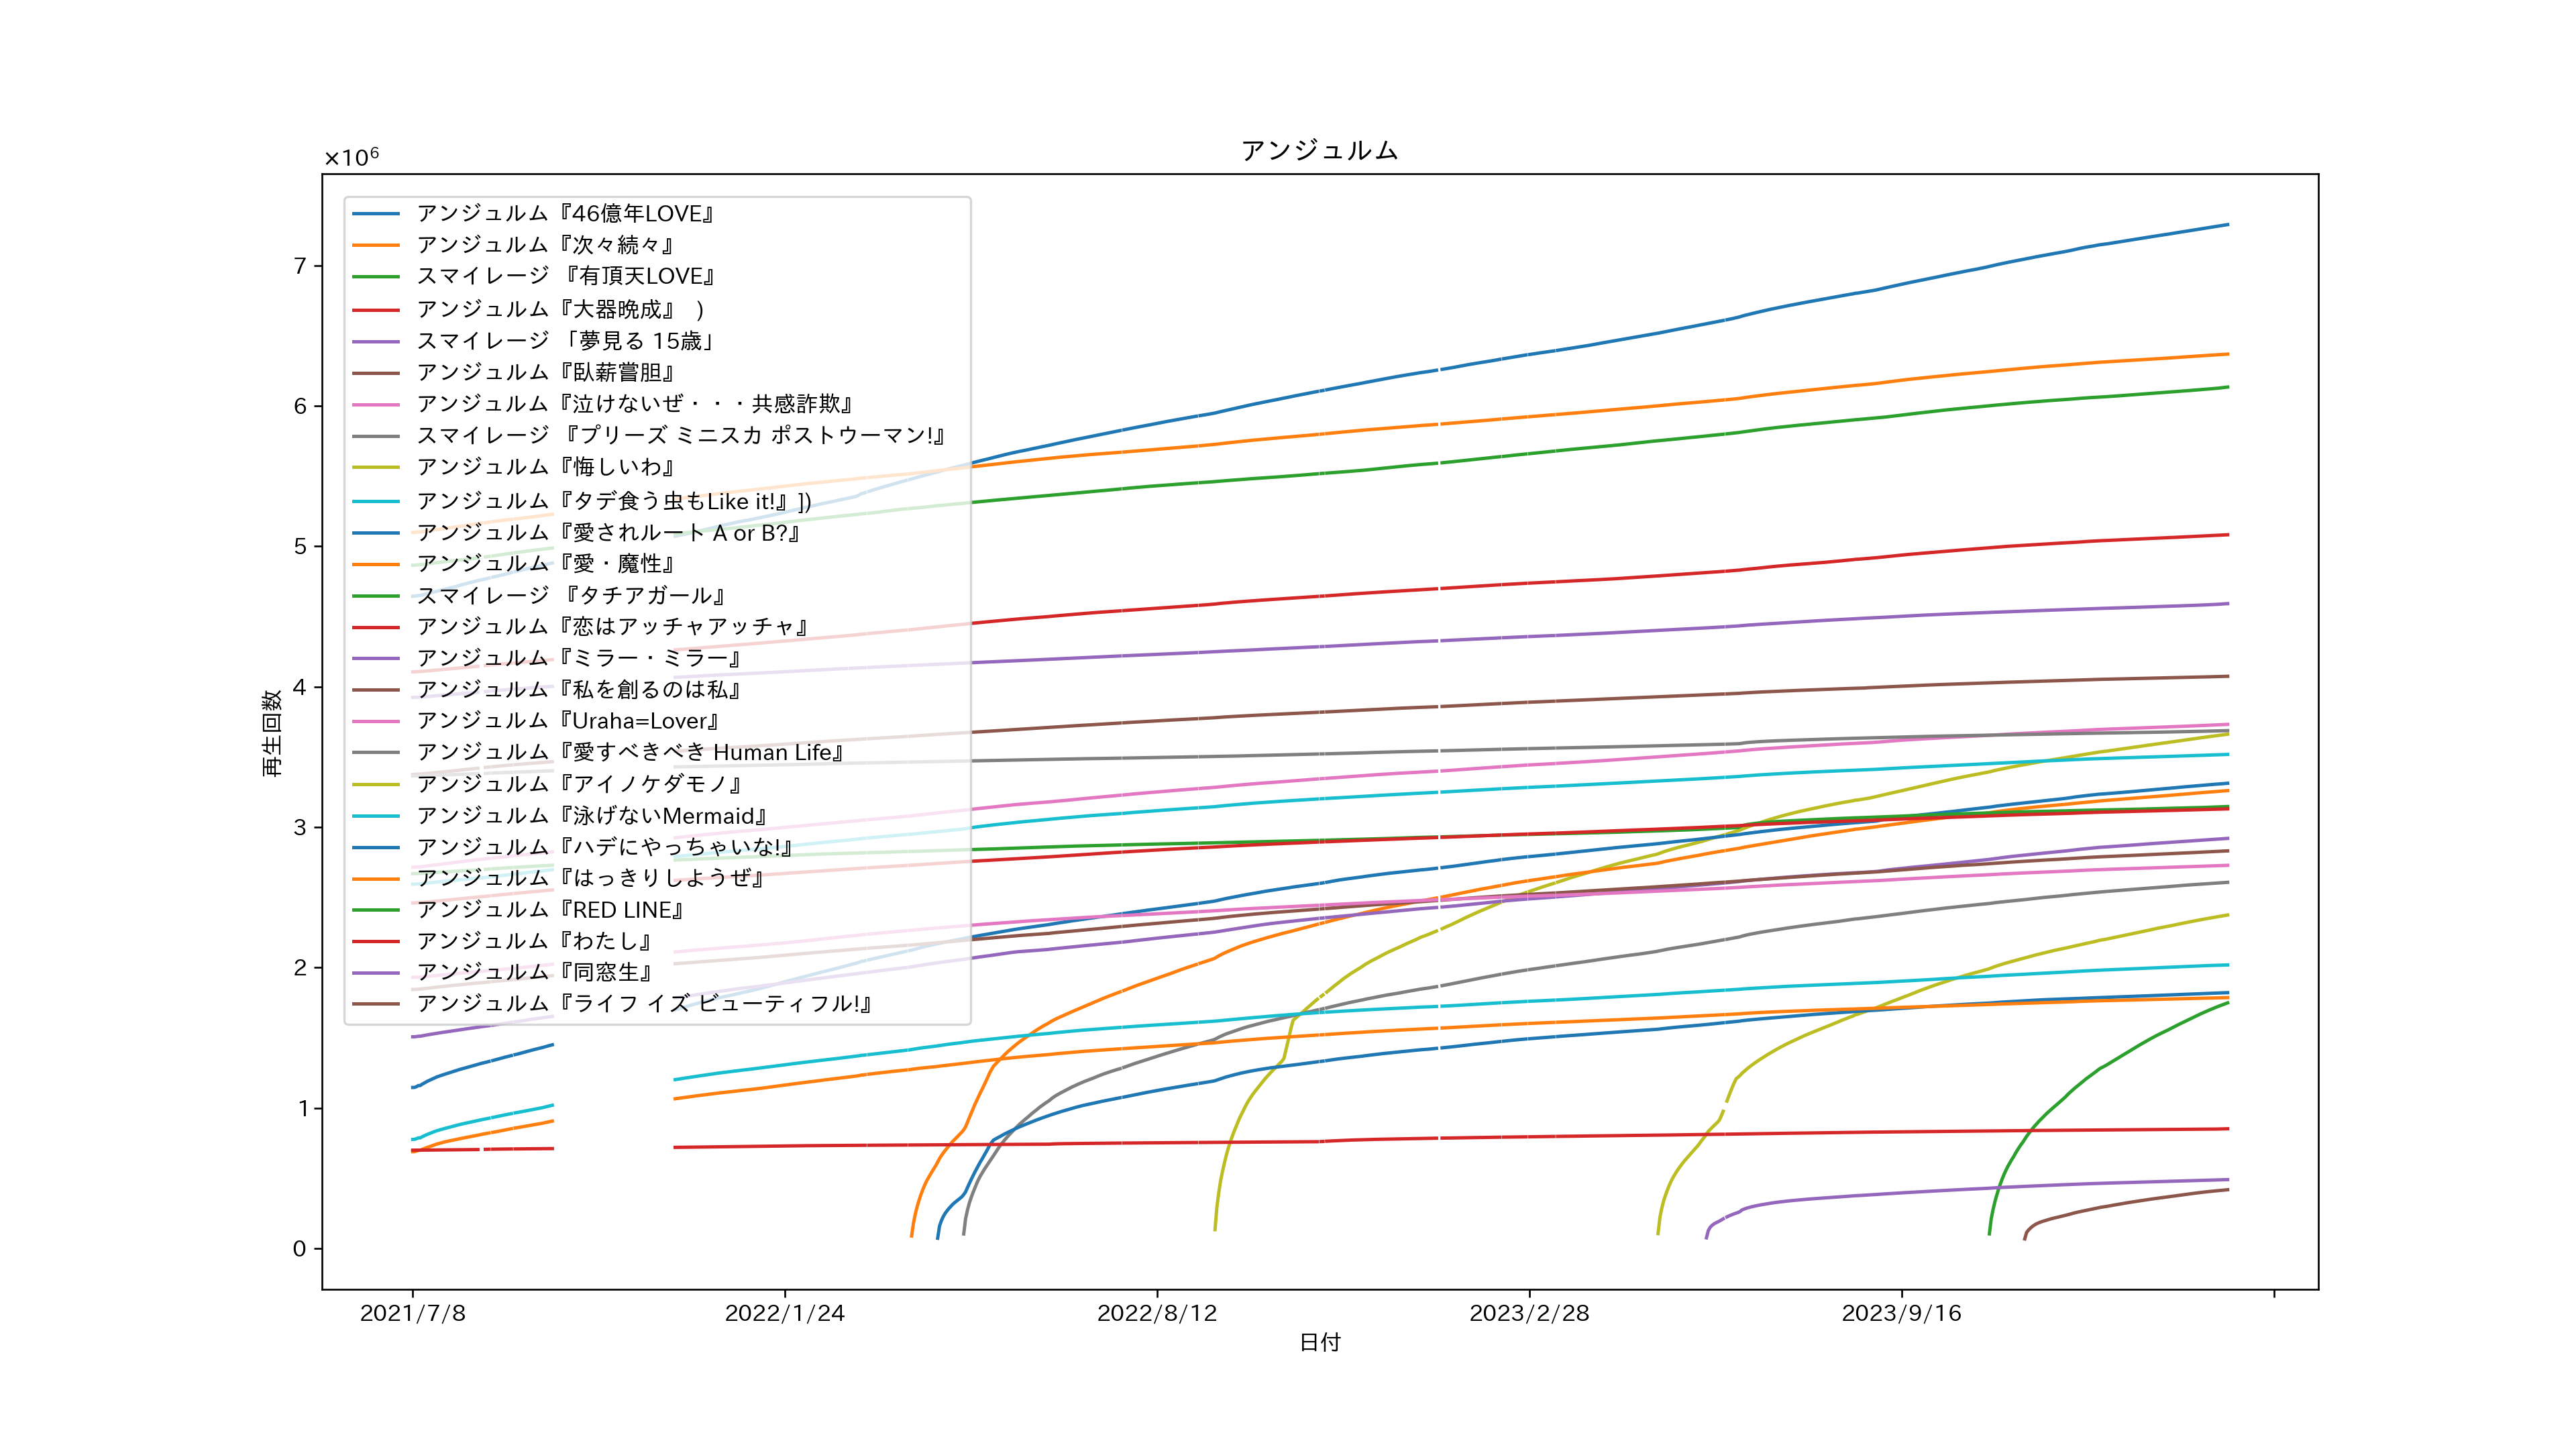 アンジュルム
×10⁶
アンジュルム『46億年LOVE』
アンジュルム『次々続々』
スマイレージ 『有頂天LOVE』
アンジュルム『大器晩成』 )
スマイレージ 「夢見る 15歳」
アンジュルム『臥薪嘗胆』
アンジュルム『泣けないぜ・・・共感詐欺』
スマイレージ 『プリーズ ミニスカ ポストウーマン!』
アンジュルム『悔しいわ』
アンジュルム『タデ食う虫もLike it!』])
アンジュルム『愛されルート A or B?』
アンジュルム『愛・魔性』
スマイレージ 『タチアガール』
アンジュルム『恋はアッチャアッチャ』
アンジュルム『ミラー・ミラー』
アンジュルム『私を創るのは私』
アンジュルム『Uraha=Lover』
アンジュルム『愛すべきべき Human Life』
アンジュルム『アイノケダモノ』
アンジュルム『泳げないMermaid』
アンジュルム『ハデにやっちゃいな!』
アンジュルム『はっきりしようぜ』
アンジュルム『RED LINE』
アンジュルム『わたし』
アンジュルム『同窓生』
アンジュルム『ライフ イズ ビューティフル!』
7
6
5
4
3
2
1
0
再生回数
2021/7/8
2022/1/24
2022/8/12
2023/2/28
2023/9/16
日付